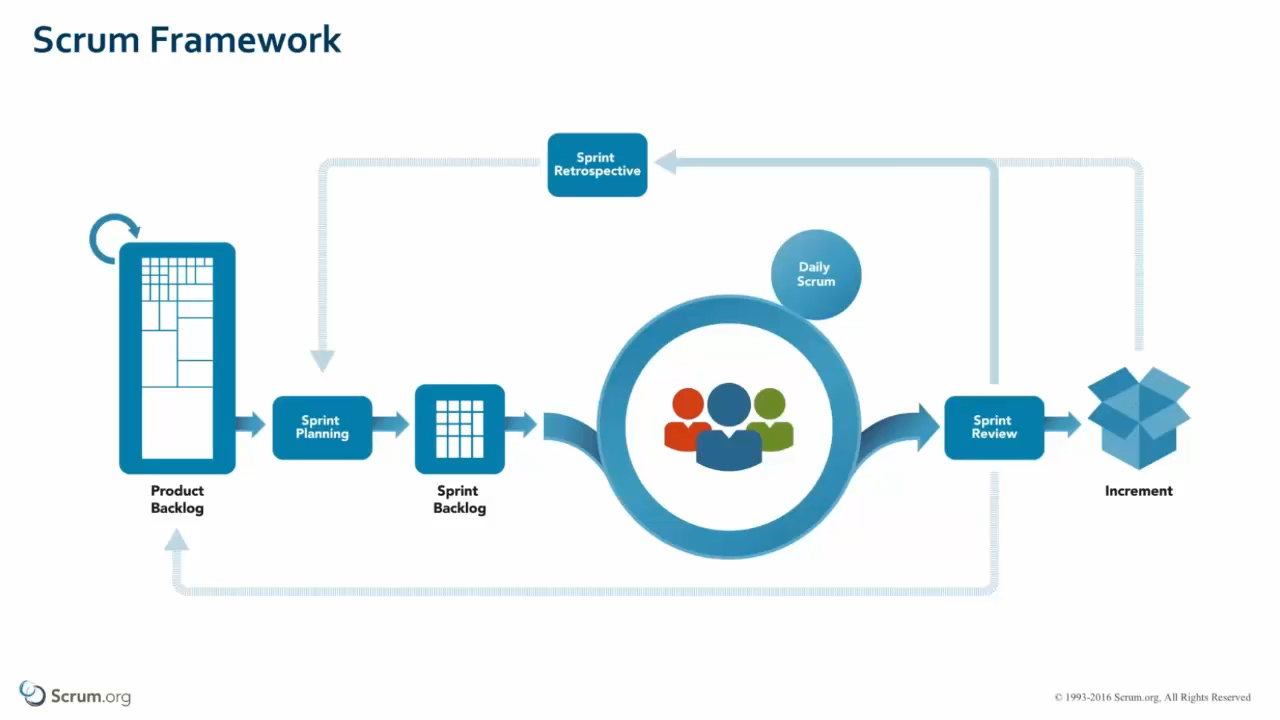 Scrum Framework
Sprint
Retrospective
Daily
Scrum
Sprint
Planning
Sprint
Review
Product
Backlog
Sprint
Backlog
Increment
Scrum.org
© 1993-2016 Scrum.org, All Rights Reserved